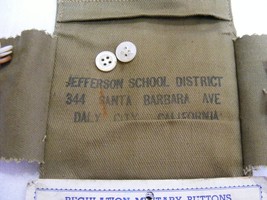 JEFFERSON SCHOOL DISTRICT
344 SANTA BARBARA AVE
DALY CITY, CALIFORNIA
REGULATION MILITARY BUTTONS